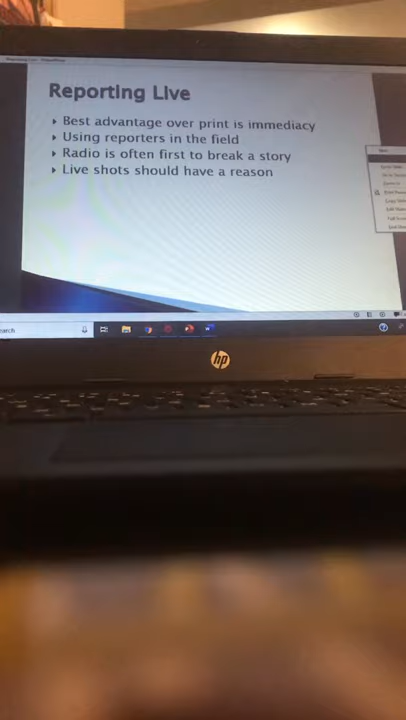 Reporting Live
Best advantage over print is immediacy
Using reporters in the field
Radio is often first to break a story
Live shots should have a reason
earch
hp